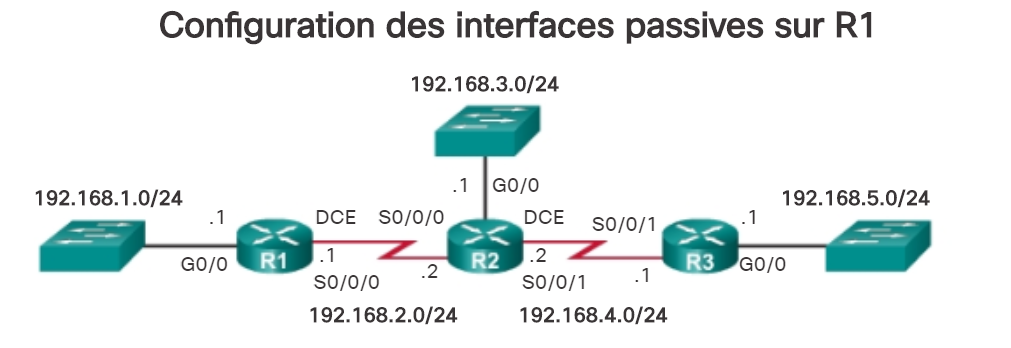 Configuration des interfaces passives sur R1
192.168.3.0/24
.1 G0/0
192.168.1.0/24
192.168.5.0/24
.1
DCE
S0/0/0
DCE
S0/0/1
.1
G0/0
R1
.1
S0/0/0
.2
R2
.2
S0/0/1
.1
R3
G0/0
192.168.2.0/24
192.168.4.0/24